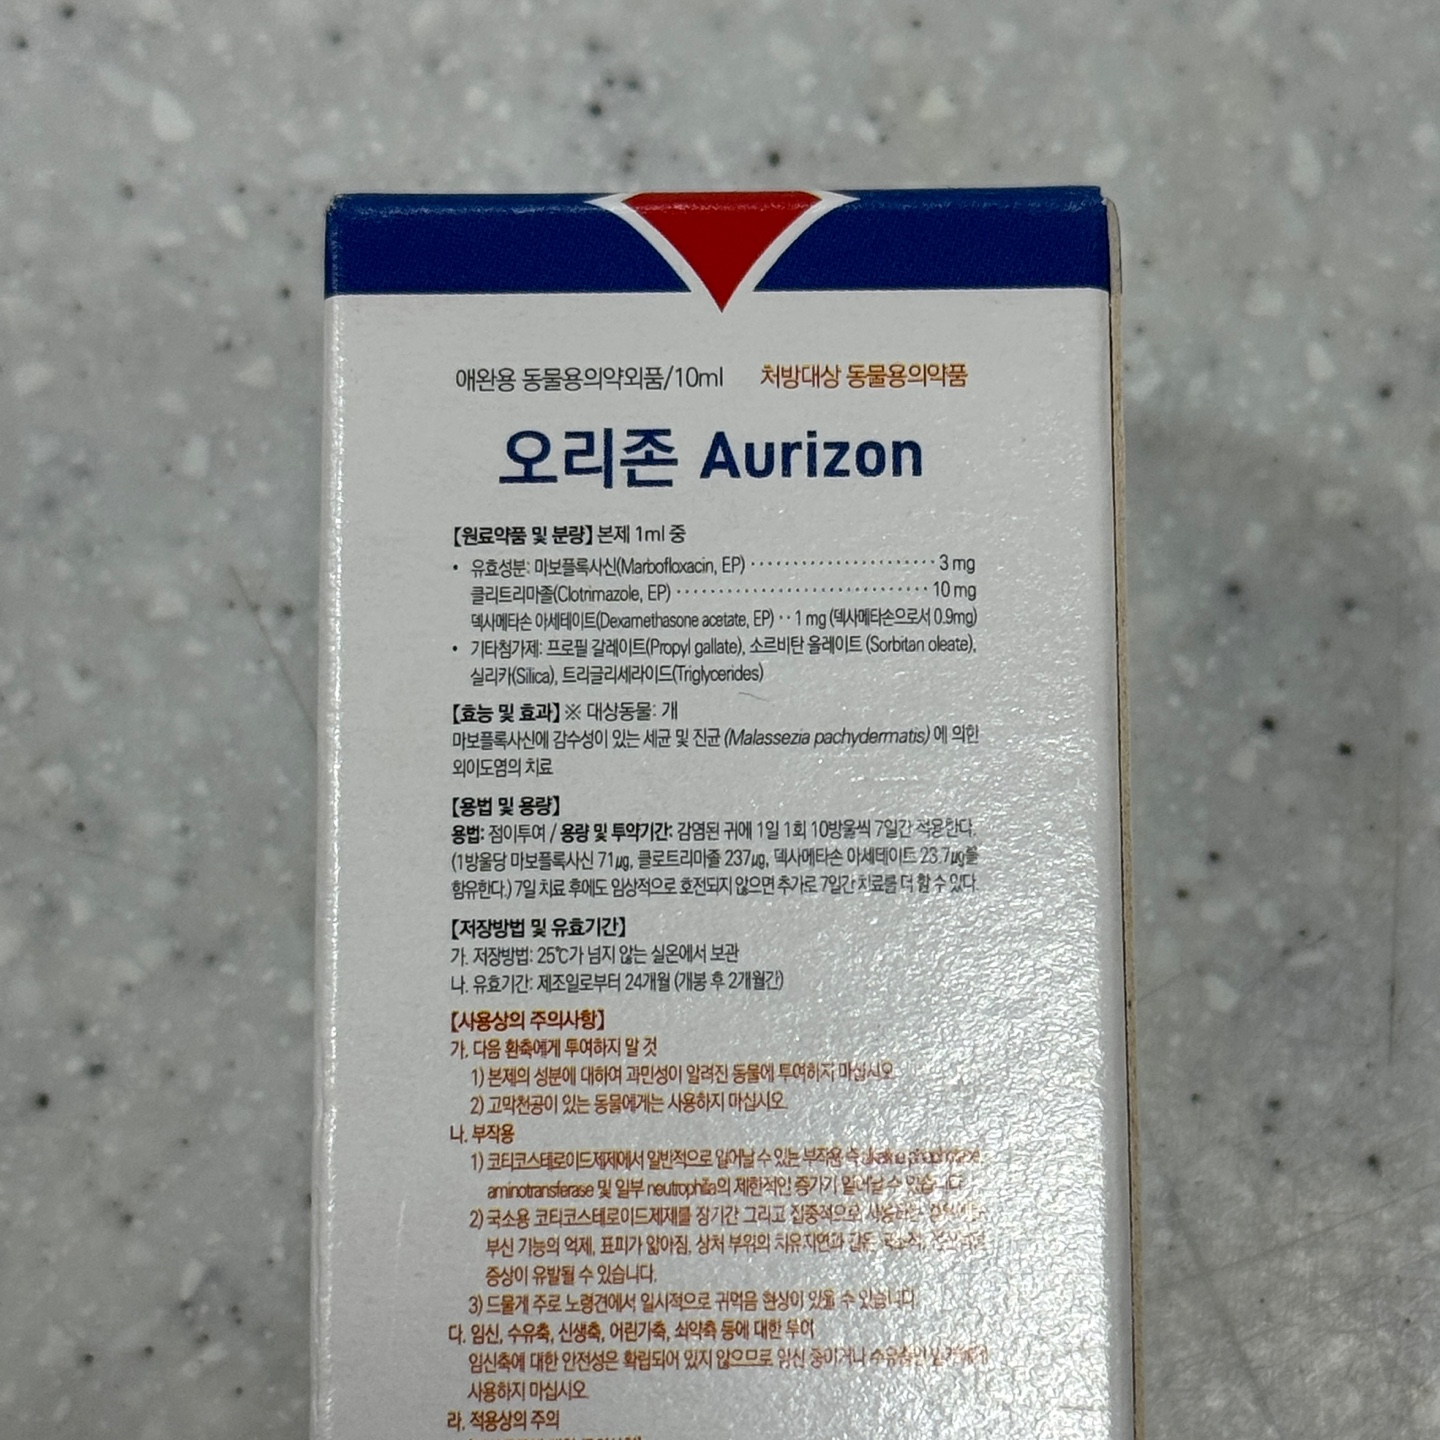 애완용 동물용의약외품/10ml 처방대상 동물용의약품
오리존 Aurizon
【원료약품 및 분량】 본제 1ml 중
• 유효성분: 마보플록사신(Marbofloxacin, EP) ······················ 3 mg
클리트리마졸(Clotrimazole, EP) ······························ 10 mg
덱사메타손 아세테이트(Dexamethasone acetate, EP) ·· 1 mg (덱사메타손으로서 0.9mg)
• 기타첨가제: 프로필 갈레이트(Propyl gallate), 소르비탄 올레이트 (Sorbitan oleate),
실리카(Silica), 트리글리세라이드(Triglycerides)
【효능 및 효과】 ※ 대상동물: 개
마보플록사신에 감수성이 있는 세균 및 진균 (Malassezia pachydermatis) 에 의한
외이도염의 치료
【용법 및 용량】
용법: 점이투여 / 용량 및 투약기간: 감염된 귀에 1일 1회 10방울씩 7일간 적용한다.
(1방울당 마보플록사신 71㎍, 클로트리마졸 237㎍, 덱사메타손 아세테이트 23.7㎍를
함유한다.) 7일 치료 후에도 임상적으로 호전되지 않으면 추가로 7일간 치료를 더 할 수 있다.
【저장방법 및 유효기간】
가. 저장방법: 25℃가 넘지 않는 실온에서 보관
나. 유효기간: 제조일로부터 24개월 (개봉 후 2개월간)
【사용상의 주의사항】
가. 다음 환축에게 투여하지 말 것
1) 본제의 성분에 대하여 과민성이 알려진 동물에 투여하지 마십시오.
2) 고막천공이 있는 동물에게는 사용하지 마십시오.
나. 부작용
1) 코티코스테로이드제제에서 일반적으로 일어날 수 있는 부작용
aminotransferase 및 일부 neutrophilia의 제한적인 증가가 일어날 수 있습니다.
2) 국소용 코티코스테로이드제제를 장기간 그리고 집중적으로
부신 기능의 억제, 표피가 얇아짐, 상처 부위의 치유지연과 같은
증상이 유발될 수 있습니다.
3) 드물게 주로 노령견에서 일시적으로 귀먹음 현상이 있을 수 있습니다.
다. 임신, 수유축, 신생축, 어린가축, 쇠약축 등에 대한 투여
임신축에 대한 안전성은 확립되어 있지 않으므로 임신 중이거나
사용하지 마십시오.
라. 적용상의 주의